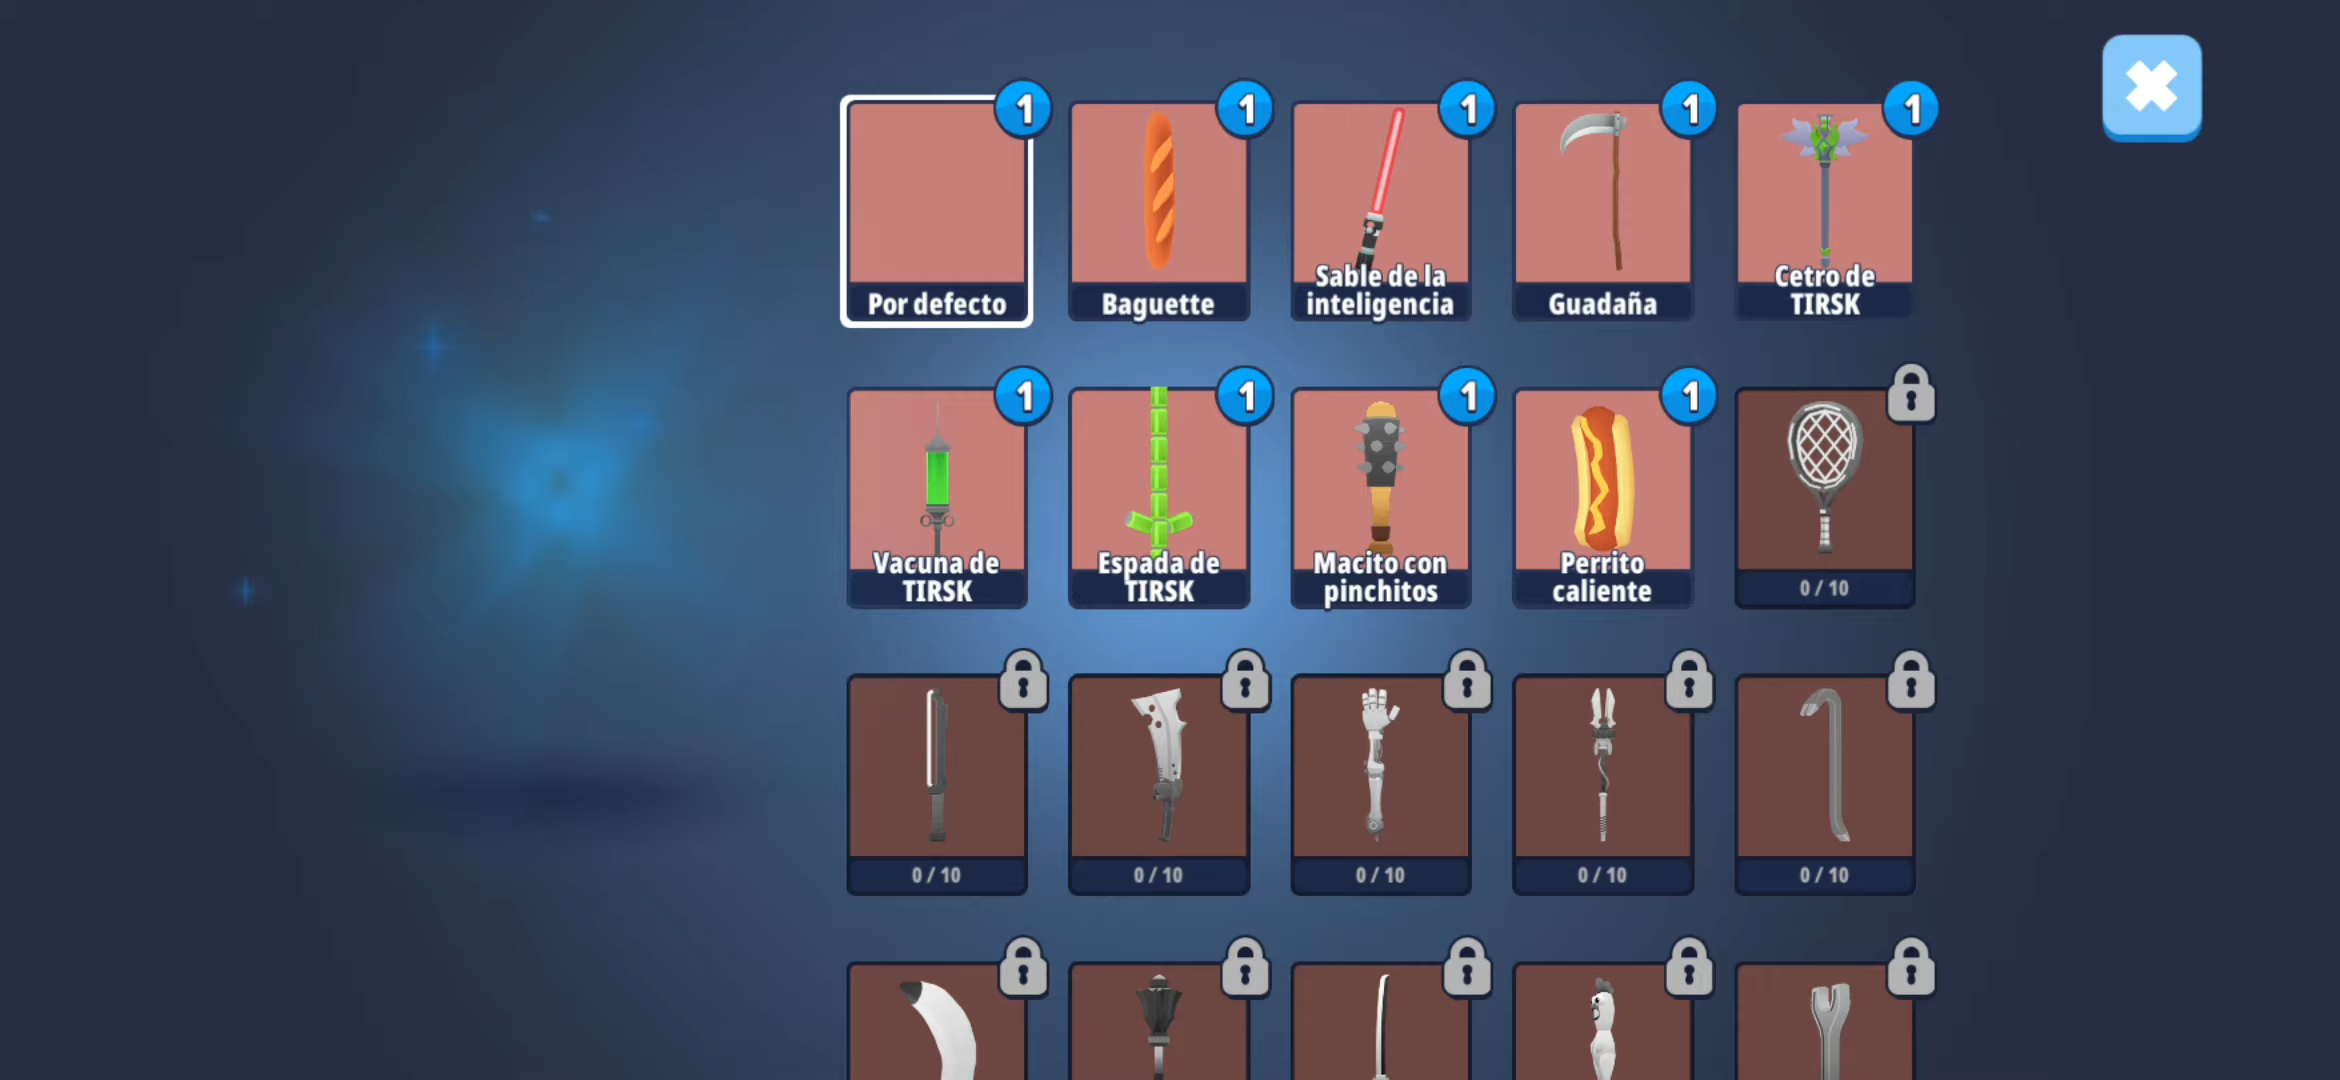 1
1
1
1
1
Por defecto
Baguette
Sable de la
inteligencia
Guadaña
Cetro de
TIRSK
1
1
1
1
Vacuna de
TIRSK
Espada de
TIRSK
Macito con
pinchitos
Perrito
caliente
0 / 10
0 / 10
0 / 10
0 / 10
0 / 10
0 / 10